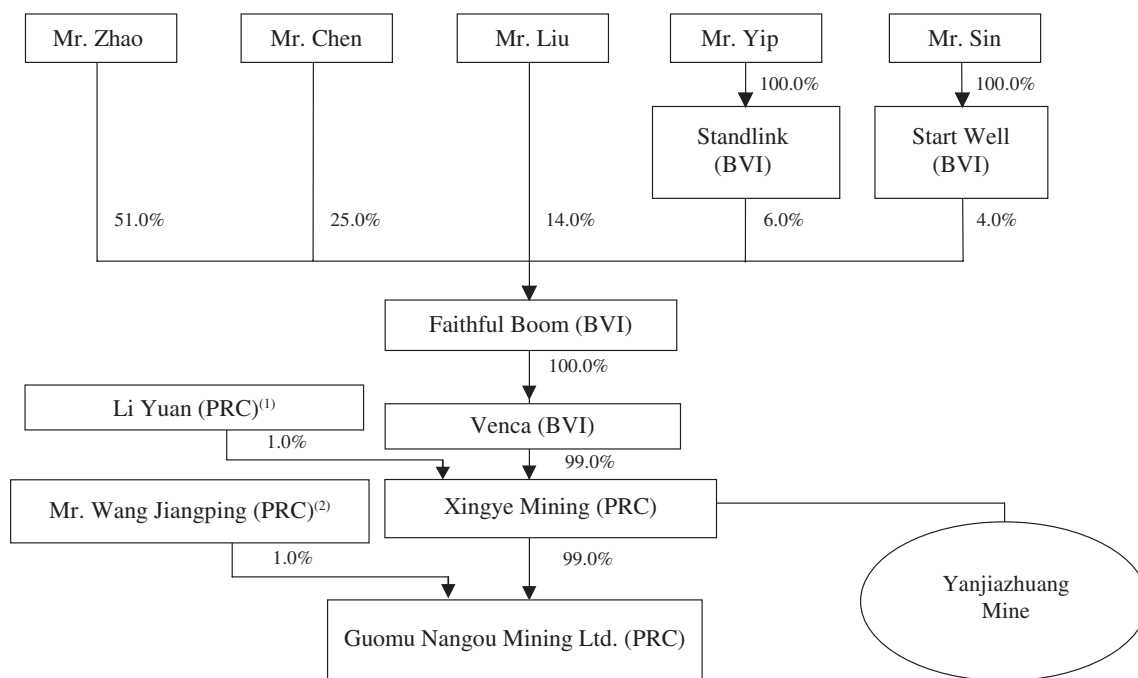 Mr. Zhao
Mr. Chen
Mr. Liu
Mr. Yip
Mr. Sin
100.0%
100.0%
Standlink
(BVI)
Start Well
(BVI)
51.0%
25.0%
14.0%
6.0%
4.0%
Faithful Boom (BVI)
100.0%
Li Yuan (PRC)(1)
Venca (BVI)
1.0%
99.0%
Mr. Wang Jiangping (PRC)(2)
Xingye Mining (PRC)
1.0%
99.0%
Yanjiazhuang
Mine
Guomu Nangou Mining Ltd. (PRC)